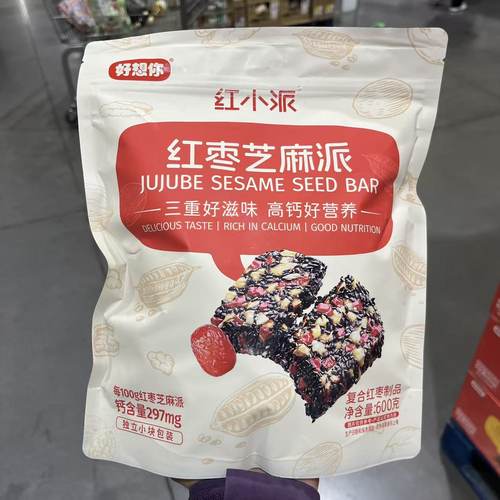 好想你
红小派
红枣芝麻派
JUJUBE SESAME SEED BAR
三重好滋味 高钙好营养
DELICIOUS TASTE | RICH IN CALCIUM | GOOD NUTRITION
每100g红枣芝麻派
钙含量297mg
独立小块包装
复合红枣制品
净含量:600克